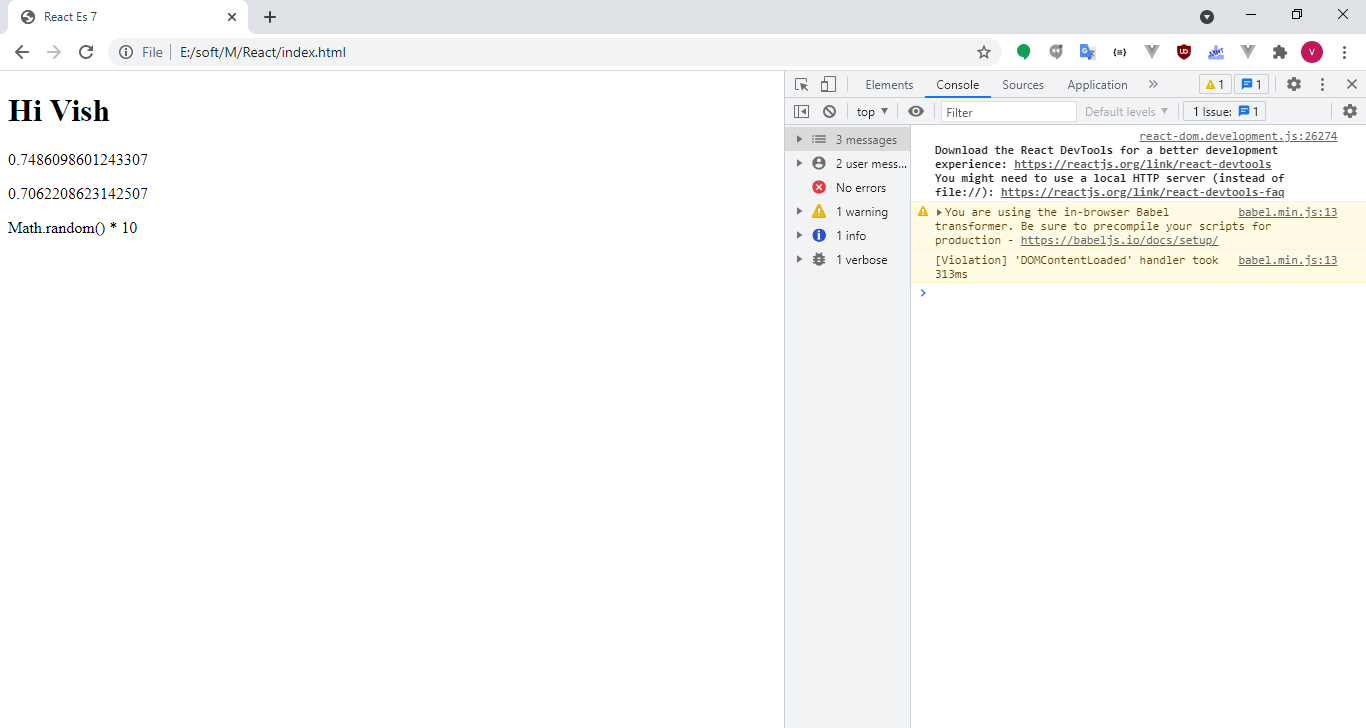 React Es 7
File
E:/soft/M/React/index.html
V
Hi Vish
0.7486098601243307
0.7062208623142507
Math.random() * 10
Elements
Console
Sources
Application
1
1
top
Filter
Default levels
1 Issue:
1
3 messages
2 user mess...
No errors
1 warning
1 info
1 verbose
react-dom.development.js:26274
Download the React DevTools for a better development
experience: https://reactjs.org/link/react-devtools
You might need to use a local HTTP server (instead of
file://): https://reactjs.org/link/react-devtools-faq
You are using the in-browser Babel babel.min.js:13
transformer. Be sure to precompile your scripts for
production - https://babeljs.io/docs/setup/
[Violation] 'DOMContentLoaded' handler took babel.min.js:13
313ms